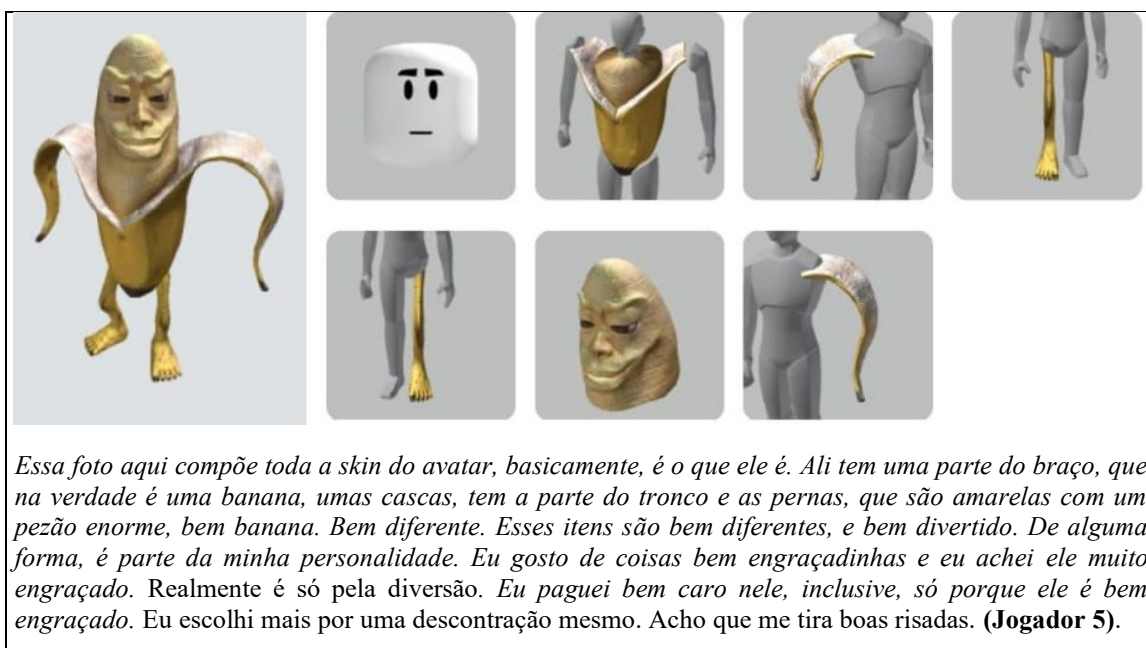 Essa foto aqui compõe toda a skin do avatar, basicamente, é o que ele é. Ali tem uma parte do braço, que
na verdade é uma banana, umas cascas, tem a parte do tronco e as pernas, que são amarelas com um
pezão enorme, bem banana. Bem diferente. Esses itens são bem diferentes, e bem divertido. De alguma
forma, é parte da minha personalidade. Eu gosto de coisas bem engraçadinhas e eu achei ele muito
engraçado. Realmente é só pela diversão. Eu paguei bem caro nele, inclusive, só porque ele é bem
engraçado. Eu escolhi mais por uma descontração mesmo. Acho que me tira boas risadas. (Jogador 5).